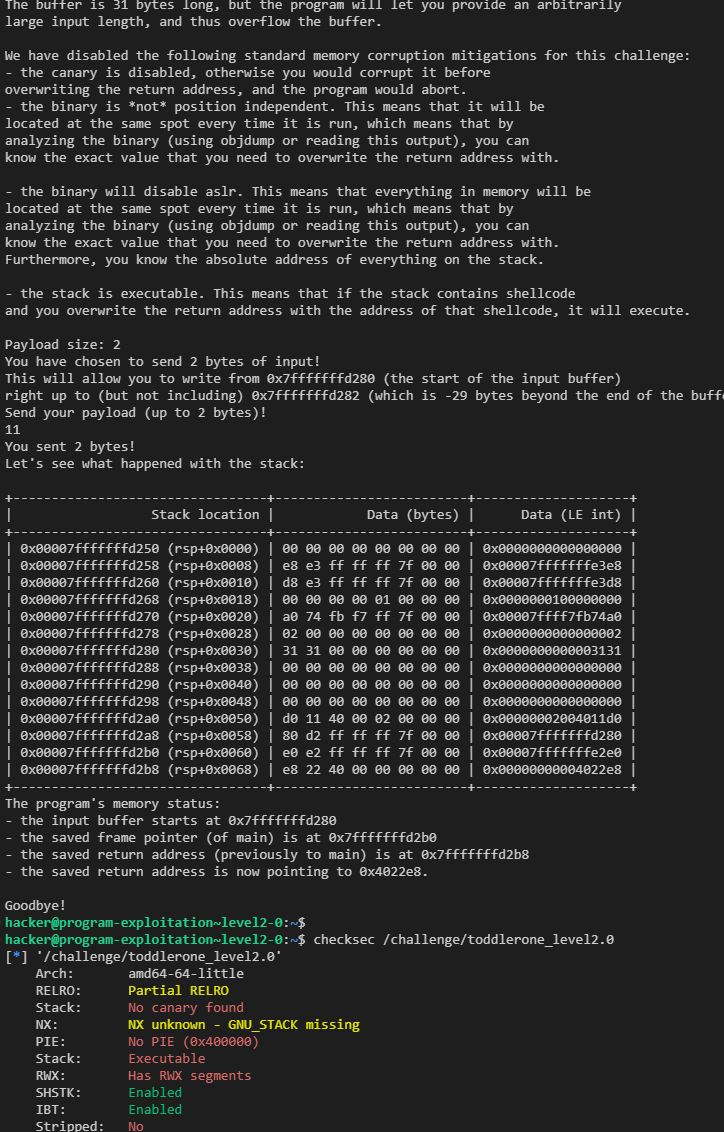 The buffer is 31 bytes long, but the program will let you provide an arbitrarily
large input length, and thus overflow the buffer.
We have disabled the following standard memory corruption mitigations for this challenge:
- the canary is disabled, otherwise you would corrupt it before
overwriting the return address, and the program would abort.
- the binary is *not* position independent. This means that it will be
located at the same spot every time it is run, which means that by
analyzing the binary (using objdump or reading this output), you can
know the exact value that you need to overwrite the return address with.
- the binary will disable aslr. This means that everything in memory will be
located at the same spot every time it is run, which means that by
analyzing the binary (using objdump or reading this output), you can
know the exact value that you need to overwrite the return address with.
Furthermore, you know the absolute address of everything on the stack.
- the stack is executable. This means that if the stack contains shellcode
and you overwrite the return address with the address of that shellcode, it will execute.
Payload size: 2
You have chosen to send 2 bytes of input!
This will allow you to write from 0x7fffffffd280 (the start of the input buffer)
right up to (but not including) 0x7fffffffd282 (which is -29 bytes beyond the end of the buff
Send your payload (up to 2 bytes)!
11
You sent 2 bytes!
Let's see what happened with the stack:
+---------------------------------+-------------------------+--------------------+
|                  Stack location |            Data (bytes) |      Data (LE int) |
+---------------------------------+-------------------------+--------------------+
| 0x00007fffffffd250 (rsp+0x0000) | 00 00 00 00 00 00 00 00 | 0x0000000000000000 |
| 0x00007fffffffd258 (rsp+0x0008) | e8 e3 ff ff ff 7f 00 00 | 0x00007fffffffe3e8 |
| 0x00007fffffffd260 (rsp+0x0010) | d8 e3 ff ff ff 7f 00 00 | 0x00007fffffffe3d8 |
| 0x00007fffffffd268 (rsp+0x0018) | 00 00 00 00 01 00 00 00 | 0x0000000100000000 |
| 0x00007fffffffd270 (rsp+0x0020) | a0 74 fb f7 ff 7f 00 00 | 0x00007ffff7fb74a0 |
| 0x00007fffffffd278 (rsp+0x0028) | 02 00 00 00 00 00 00 00 | 0x0000000000000002 |
| 0x00007fffffffd280 (rsp+0x0030) | 31 31 00 00 00 00 00 00 | 0x0000000000003131 |
| 0x00007fffffffd288 (rsp+0x0038) | 00 00 00 00 00 00 00 00 | 0x0000000000000000 |
| 0x00007fffffffd290 (rsp+0x0040) | 00 00 00 00 00 00 00 00 | 0x0000000000000000 |
| 0x00007fffffffd298 (rsp+0x0048) | 00 00 00 00 00 00 00 00 | 0x0000000000000000 |
| 0x00007fffffffd2a0 (rsp+0x0050) | d0 11 40 00 02 00 00 00 | 0x00000002004011d0 |
| 0x00007fffffffd2a8 (rsp+0x0058) | 80 d2 ff ff ff 7f 00 00 | 0x00007fffffffd280 |
| 0x00007fffffffd2b0 (rsp+0x0060) | e0 e2 ff ff ff 7f 00 00 | 0x00007fffffffe2e0 |
| 0x00007fffffffd2b8 (rsp+0x0068) | e8 22 40 00 00 00 00 00 | 0x00000000004022e8 |
+---------------------------------+-------------------------+--------------------+
The program's memory status:
- the input buffer starts at 0x7fffffffd280
- the saved frame pointer (of main) is at 0x7fffffffd2b0
- the saved return address (previously to main) is at 0x7fffffffd2b8
- the saved return address is now pointing to 0x4022e8.
Goodbye!
hacker@program-exploitation~level2-0:~$
hacker@program-exploitation~level2-0:~$ checksec /challenge/toddlerone_level2.0
[*] '/challenge/toddlerone_level2.0'
    Arch:       amd64-64-little
    RELRO:      Partial RELRO
    Stack:      No canary found
    NX:         NX unknown - GNU_STACK missing
    PIE:        No PIE (0x400000)
    Stack:      Executable
    RWX:        Has RWX segments
    SHSTK:      Enabled
    IBT:        Enabled
    Stripped:   No